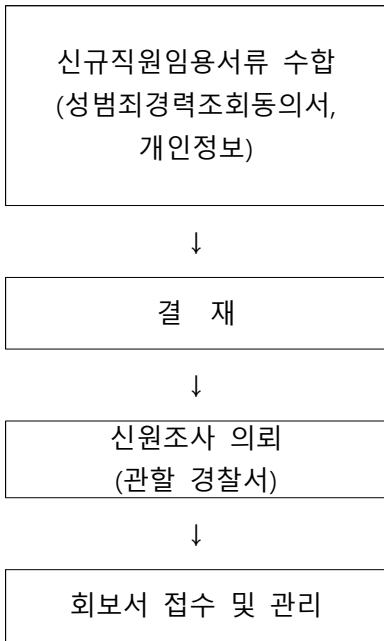 신규직원임용서류 수합
(성범죄경력조회동의서,
개인정보)
↓
결 재
↓
신원조사 의뢰
(관할 경찰서)
↓
회보서 접수 및 관리